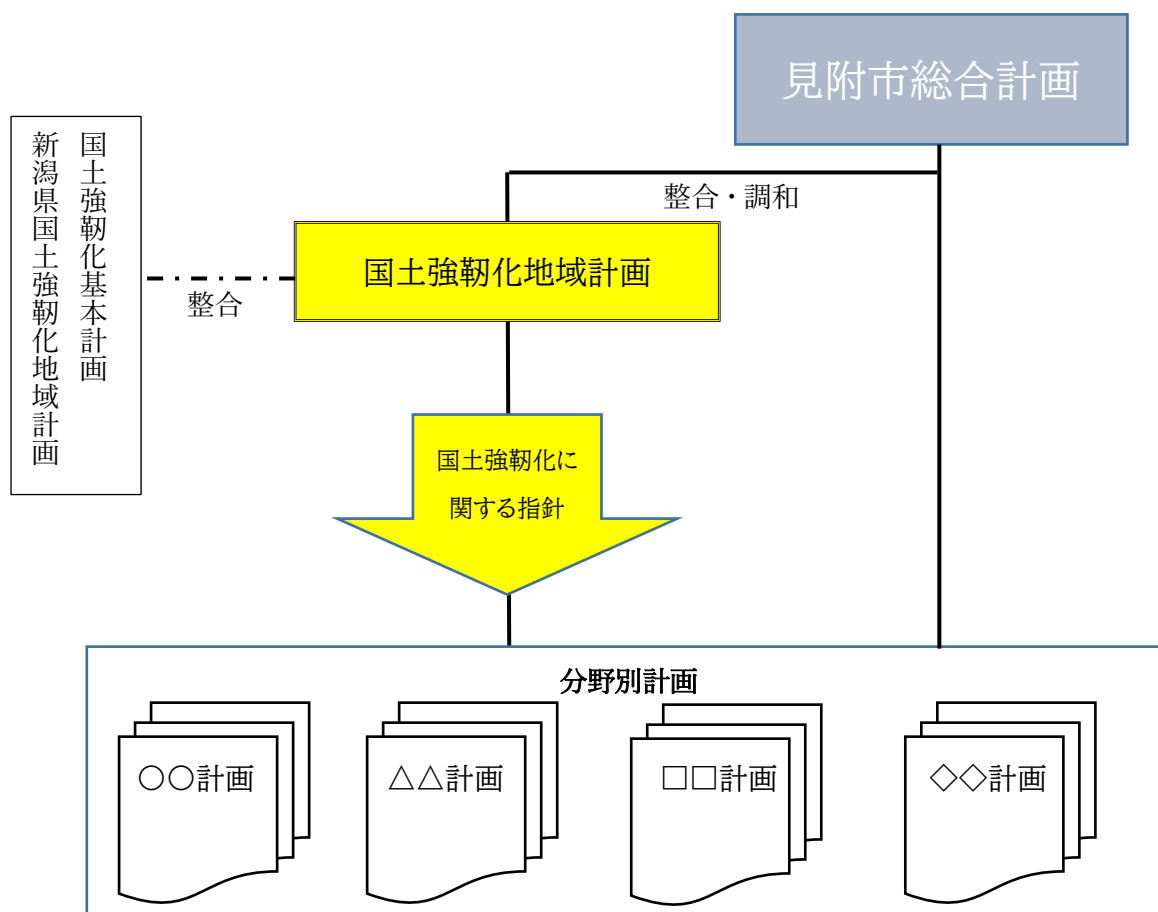 見附市総合計画
国土強靭化基本計画
新潟県国土強靭化地域計画
整合・調和
国土強靭化地域計画
整合
国土強靭化に
関する指針
分野別計画
〇〇計画
△△計画
□□計画
◇◇計画